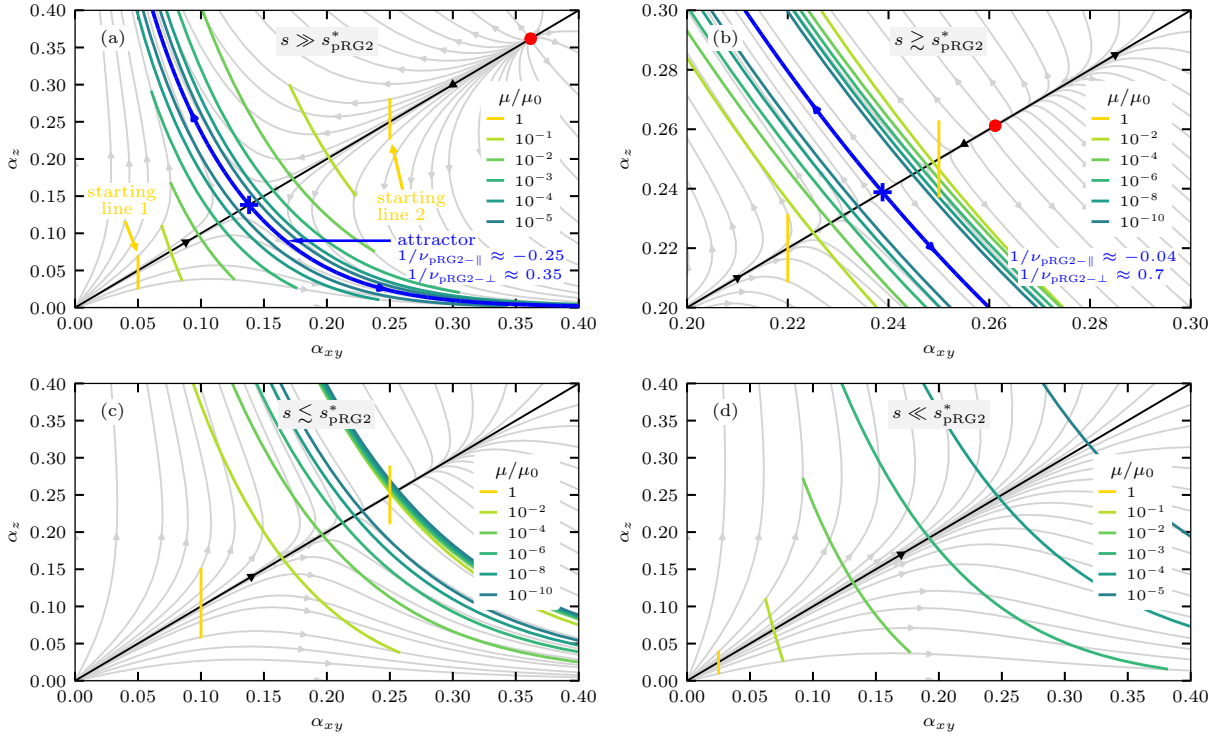 (a)
s ≫ s*pRG2
μ/μ0
1
10−1
10−2
10−3
10−4
10−5
starting
line 1
starting
line 2
attractor
1/νpRG2−∥ ≈ −0.25
1/νpRG2−⊥ ≈ 0.35
0.40
0.35
0.30
0.25
0.20
0.15
0.10
0.05
0.00
αz
0.00 0.05 0.10 0.15 0.20 0.25 0.30 0.35 0.40
αxy
(b)
s ≳ s*pRG2
μ/μ0
1
10−2
10−4
10−6
10−8
10−10
1/νpRG2−∥ ≈ −0.04
1/νpRG2−⊥ ≈ 0.7
0.30
0.28
0.26
0.24
0.22
0.20
αz
0.20 0.22 0.24 0.26 0.28 0.30
αxy
(c)
s ≲ s*pRG2
μ/μ0
1
10−2
10−4
10−6
10−8
10−10
0.40
0.35
0.30
0.25
0.20
0.15
0.10
0.05
0.00
αz
0.00 0.05 0.10 0.15 0.20 0.25 0.30 0.35 0.40
αxy
(d)
s ≪ s*pRG2
μ/μ0
1
10−1
10−2
10−3
10−4
10−5
0.40
0.35
0.30
0.25
0.20
0.15
0.10
0.05
0.00
αz
0.00 0.05 0.10 0.15 0.20 0.25 0.30 0.35 0.40
αxy